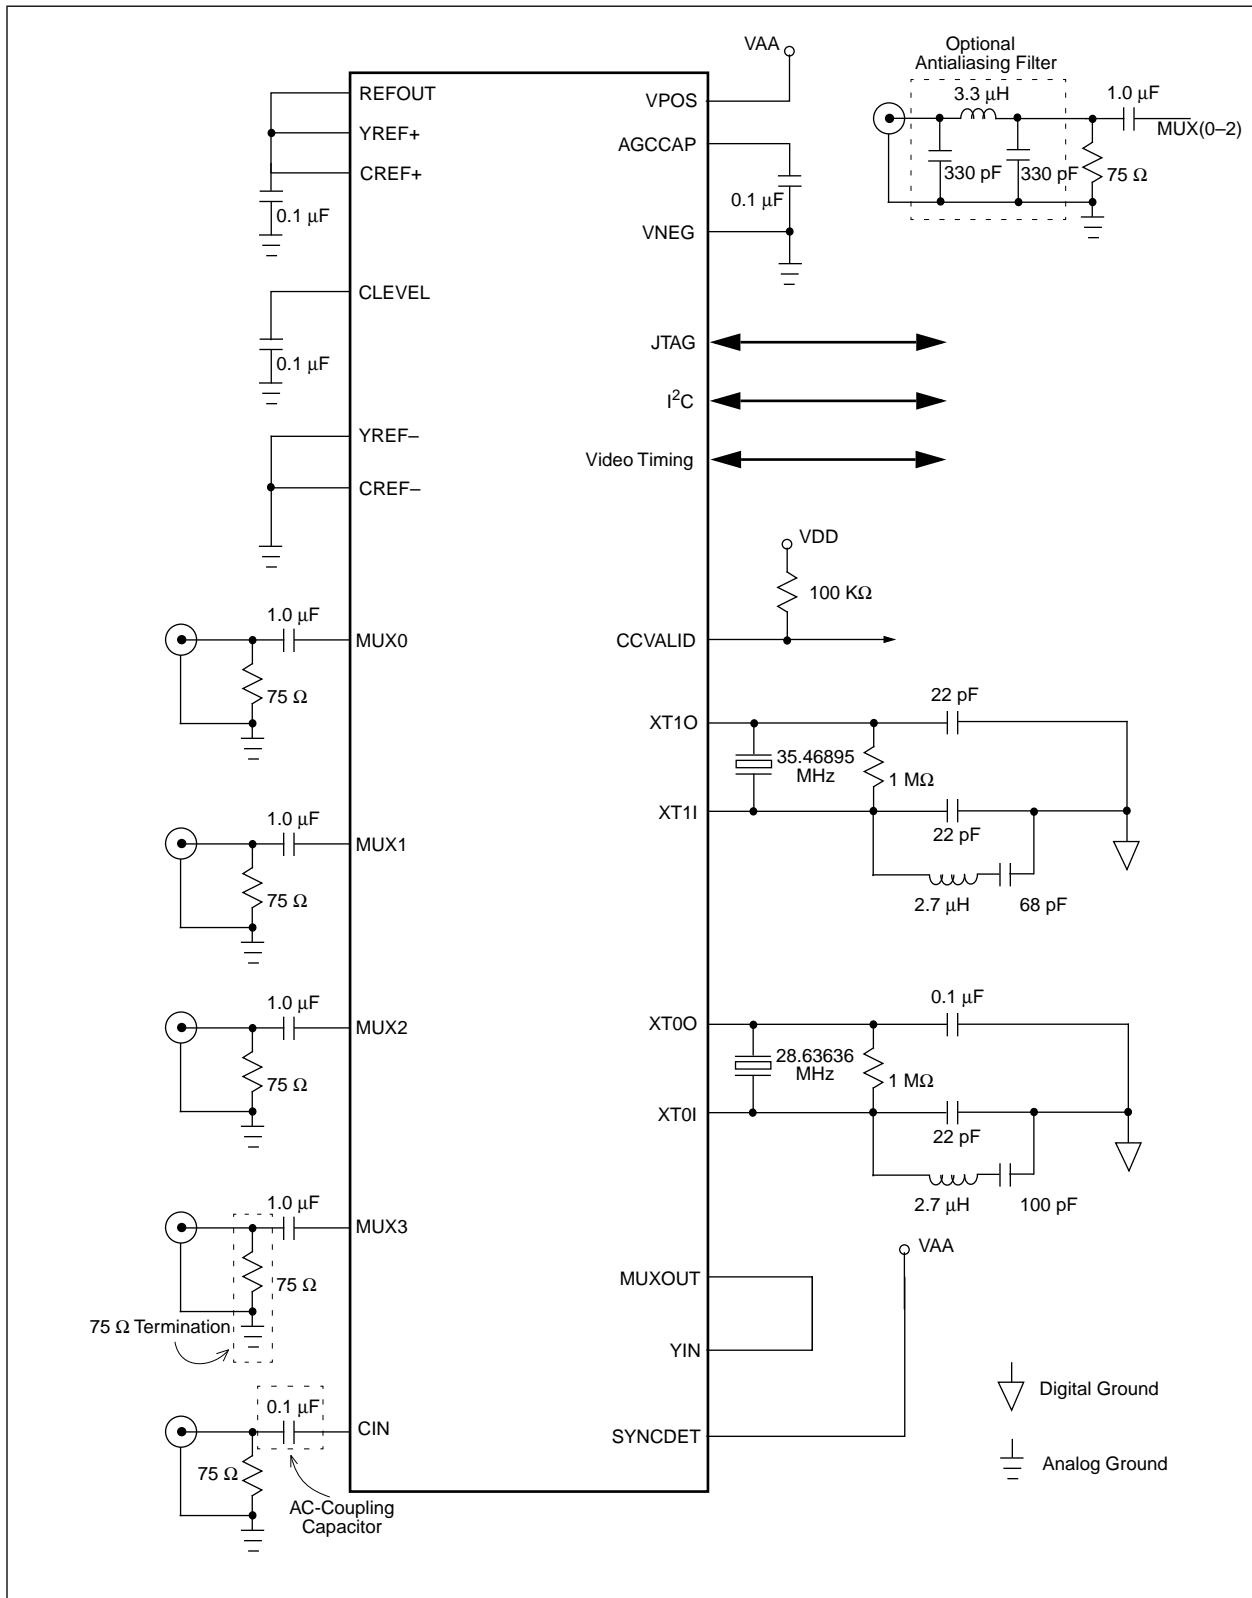 VAA
Optional
Antialiasing Filter
3.3 μH
1.0 μF
MUX(0–2)
330 pF
330 pF
75 Ω
REFOUT
YREF+
CREF+
0.1 μF
CLEVEL
0.1 μF
YREF–
CREF–
1.0 μF
MUX0
75 Ω
1.0 μF
MUX1
75 Ω
1.0 μF
MUX2
75 Ω
1.0 μF
MUX3
75 Ω
75 Ω Termination
0.1 μF
CIN
75 Ω
AC-Coupling
Capacitor
VPOS
AGCCAP
0.1 μF
VNEG
JTAG
I²C
Video Timing
VDD
100 KΩ
CCVALID
XT1O
22 pF
35.46895
MHz
1 MΩ
XT1I
22 pF
2.7 μH
68 pF
XT0O
0.1 μF
28.63636
MHz
1 MΩ
XT0I
22 pF
2.7 μH
100 pF
VAA
MUXOUT
YIN
SYNCDET
Digital Ground
Analog Ground